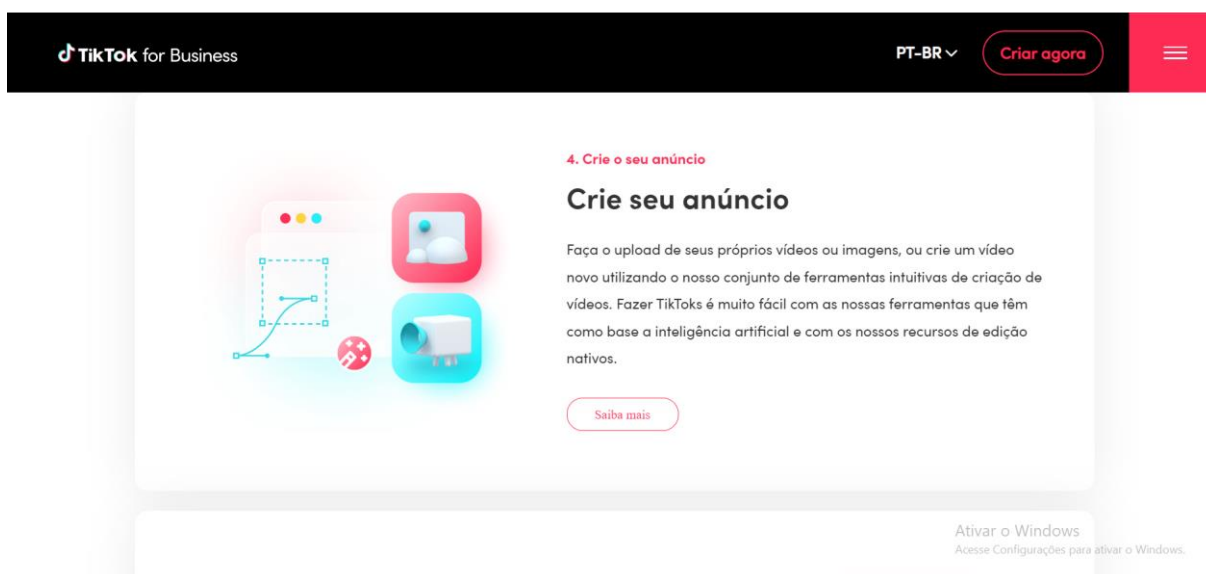 TikTok for Business
PT-BR
Criar agora
4. Crie o seu anúncio
Crie seu anúncio
Faça o upload de seus próprios vídeos ou imagens, ou crie um vídeo
novo utilizando o nosso conjunto de ferramentas intuitivas de criação de
vídeos. Fazer TikToks é muito fácil com as nossas ferramentas que têm
como base a inteligência artificial e com os nossos recursos de edição
nativos.
Saiba mais
Ativar o Windows
Acesse Configurações para ativar o Windows.